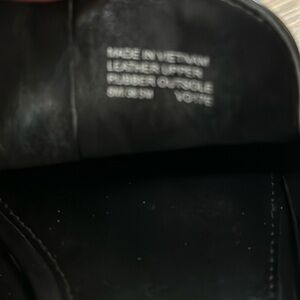 MADE IN VIETNAM
LEATHER UPPER
RUBBER OUTSOLE